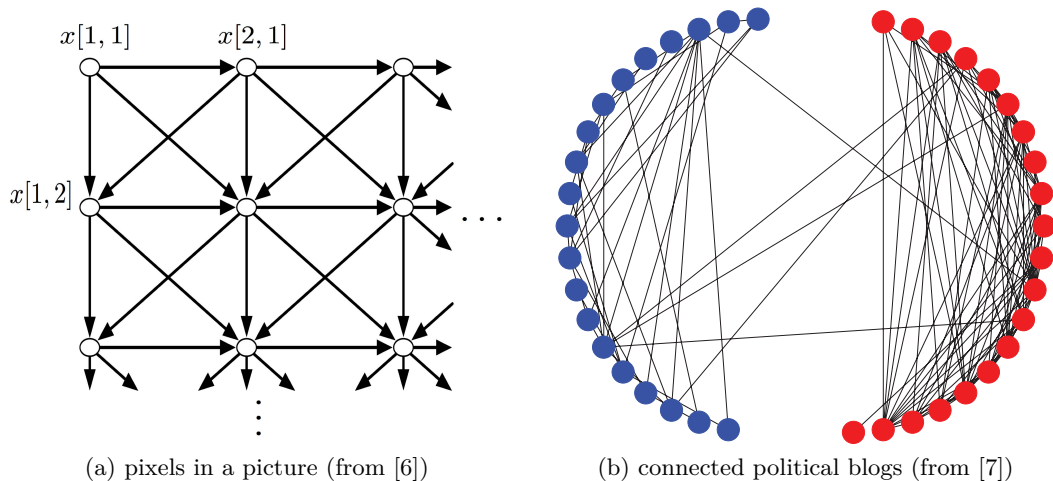 x[1, 1]
x[2, 1]
x[1, 2]
(a) pixels in a picture (from [6])
(b) connected political blogs (from [7])